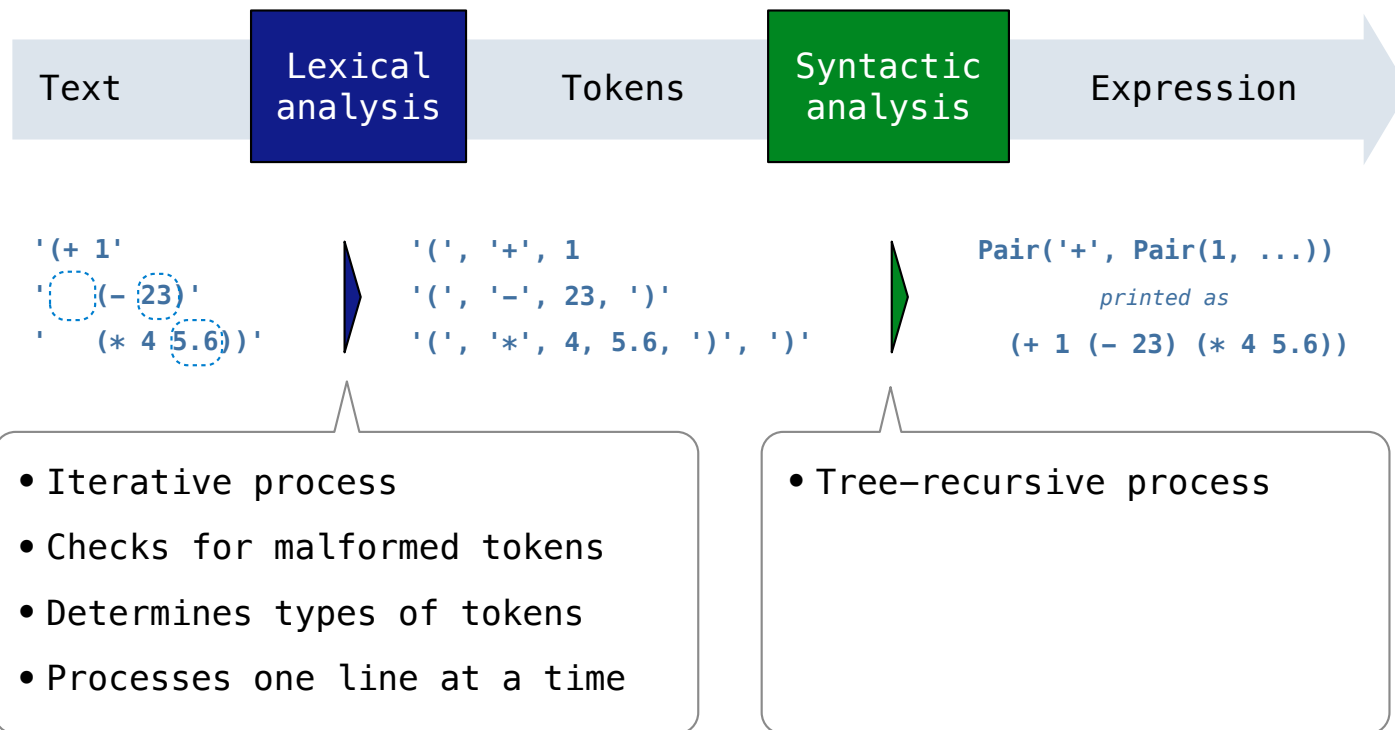 Text
Lexical
analysis
Tokens
Syntactic
analysis
Expression
'(+ 1'
'   (- 23)'
'   (* 4 5.6))'
'(', '+', 1
'(', '-', 23, ')'
'(', '*', 4, 5.6, ')', ')'
Pair('+', Pair(1, ...))
printed as
(+ 1 (- 23) (* 4 5.6))
• Iterative process
• Checks for malformed tokens
• Determines types of tokens
• Processes one line at a time
• Tree-recursive process